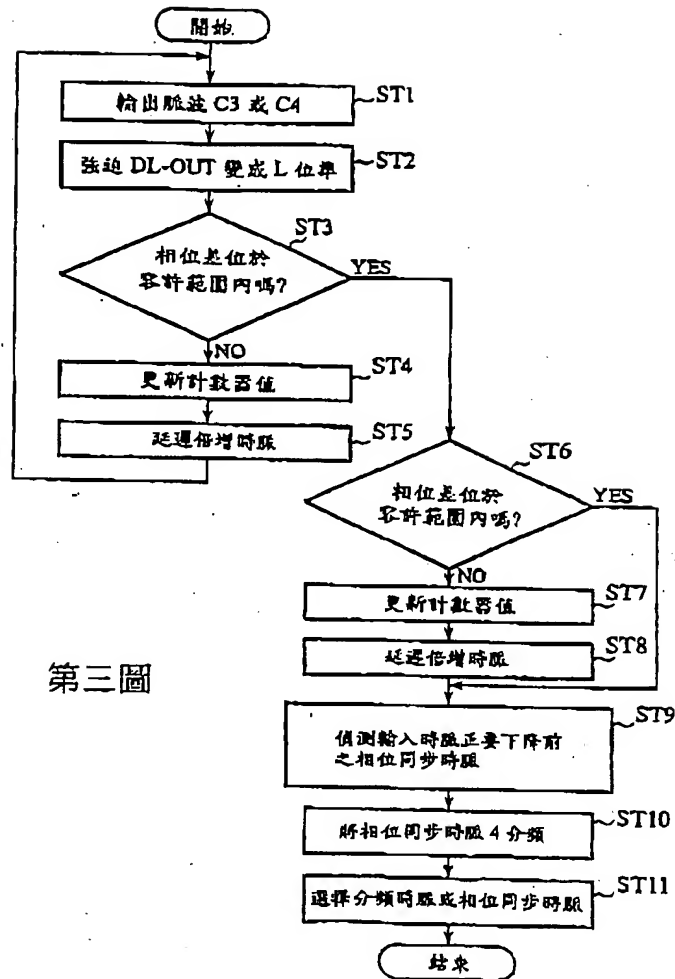 開始
輸出脈波 C3 或 C4
ST1
強迫 DL-OUT 變成 L 位準
ST2
ST3
相位差位於
容許範圍內嗎?
YES
NO
更新計數器值
ST4
延遲倍增時脈
ST5
ST6
相位差位於
容許範圍內嗎?
YES
NO
更新計數器值
ST7
延遲倍增時脈
ST8
第三圖
ST9
偵測輸入時脈正要下降前
之相位同步時脈
將相位同步時脈 4 分頻
ST10
選擇分頻時脈或相位同步時脈
ST11
結束